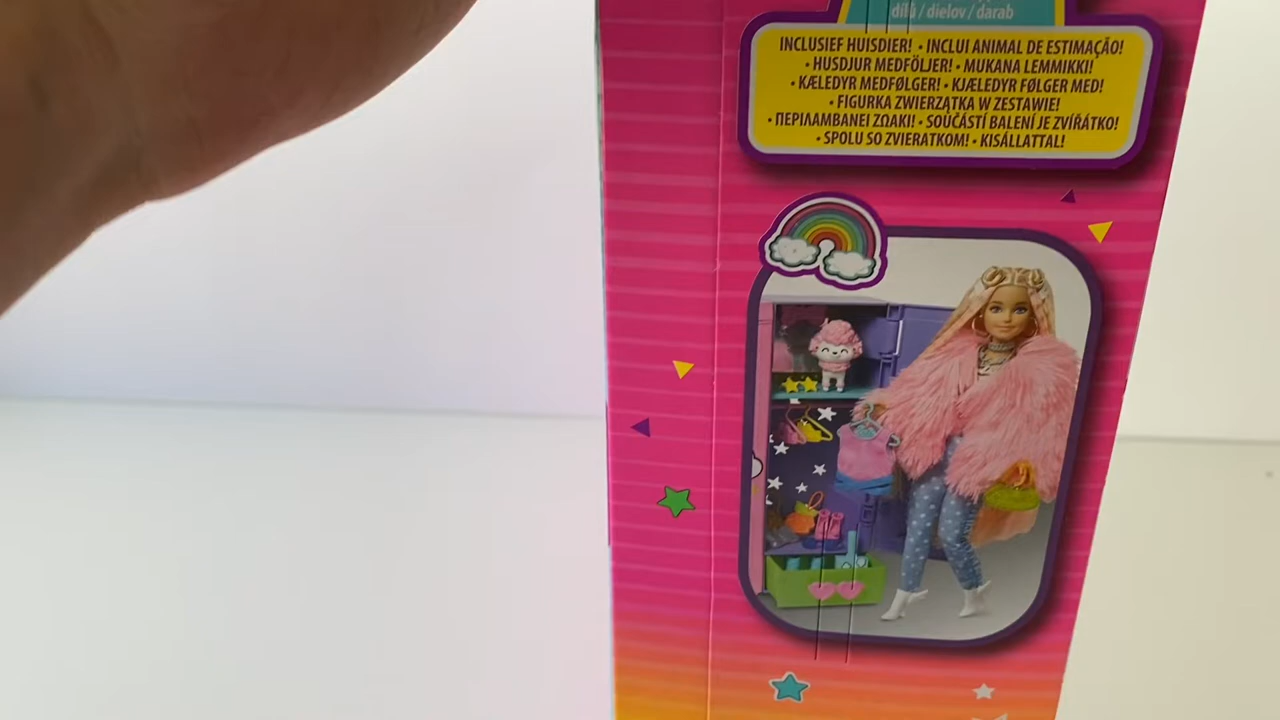 dílů / dielov / darab
INCLUSIEF HUISDIER! • INCLUI ANIMAL DE ESTIMAÇÃO!
• HUSDJUR MEDFÖLJER! • MUKANA LEMMIKKI!
• KÆLEDYR MEDFØLGER! • KJÆLEDYR FØLGER MED!
• FIGURKA ZWIERZĄTKA W ZESTAWIE!
• ΠΕΡΙΛΑΜΒΑΝΕΙ ΖΩΑΚΙ! • SOUČÁSTÍ BALENÍ JE ZVÍŘÁTKO!
• SPOLU SO ZVIERATKOM! • KISÁLLATTAL!